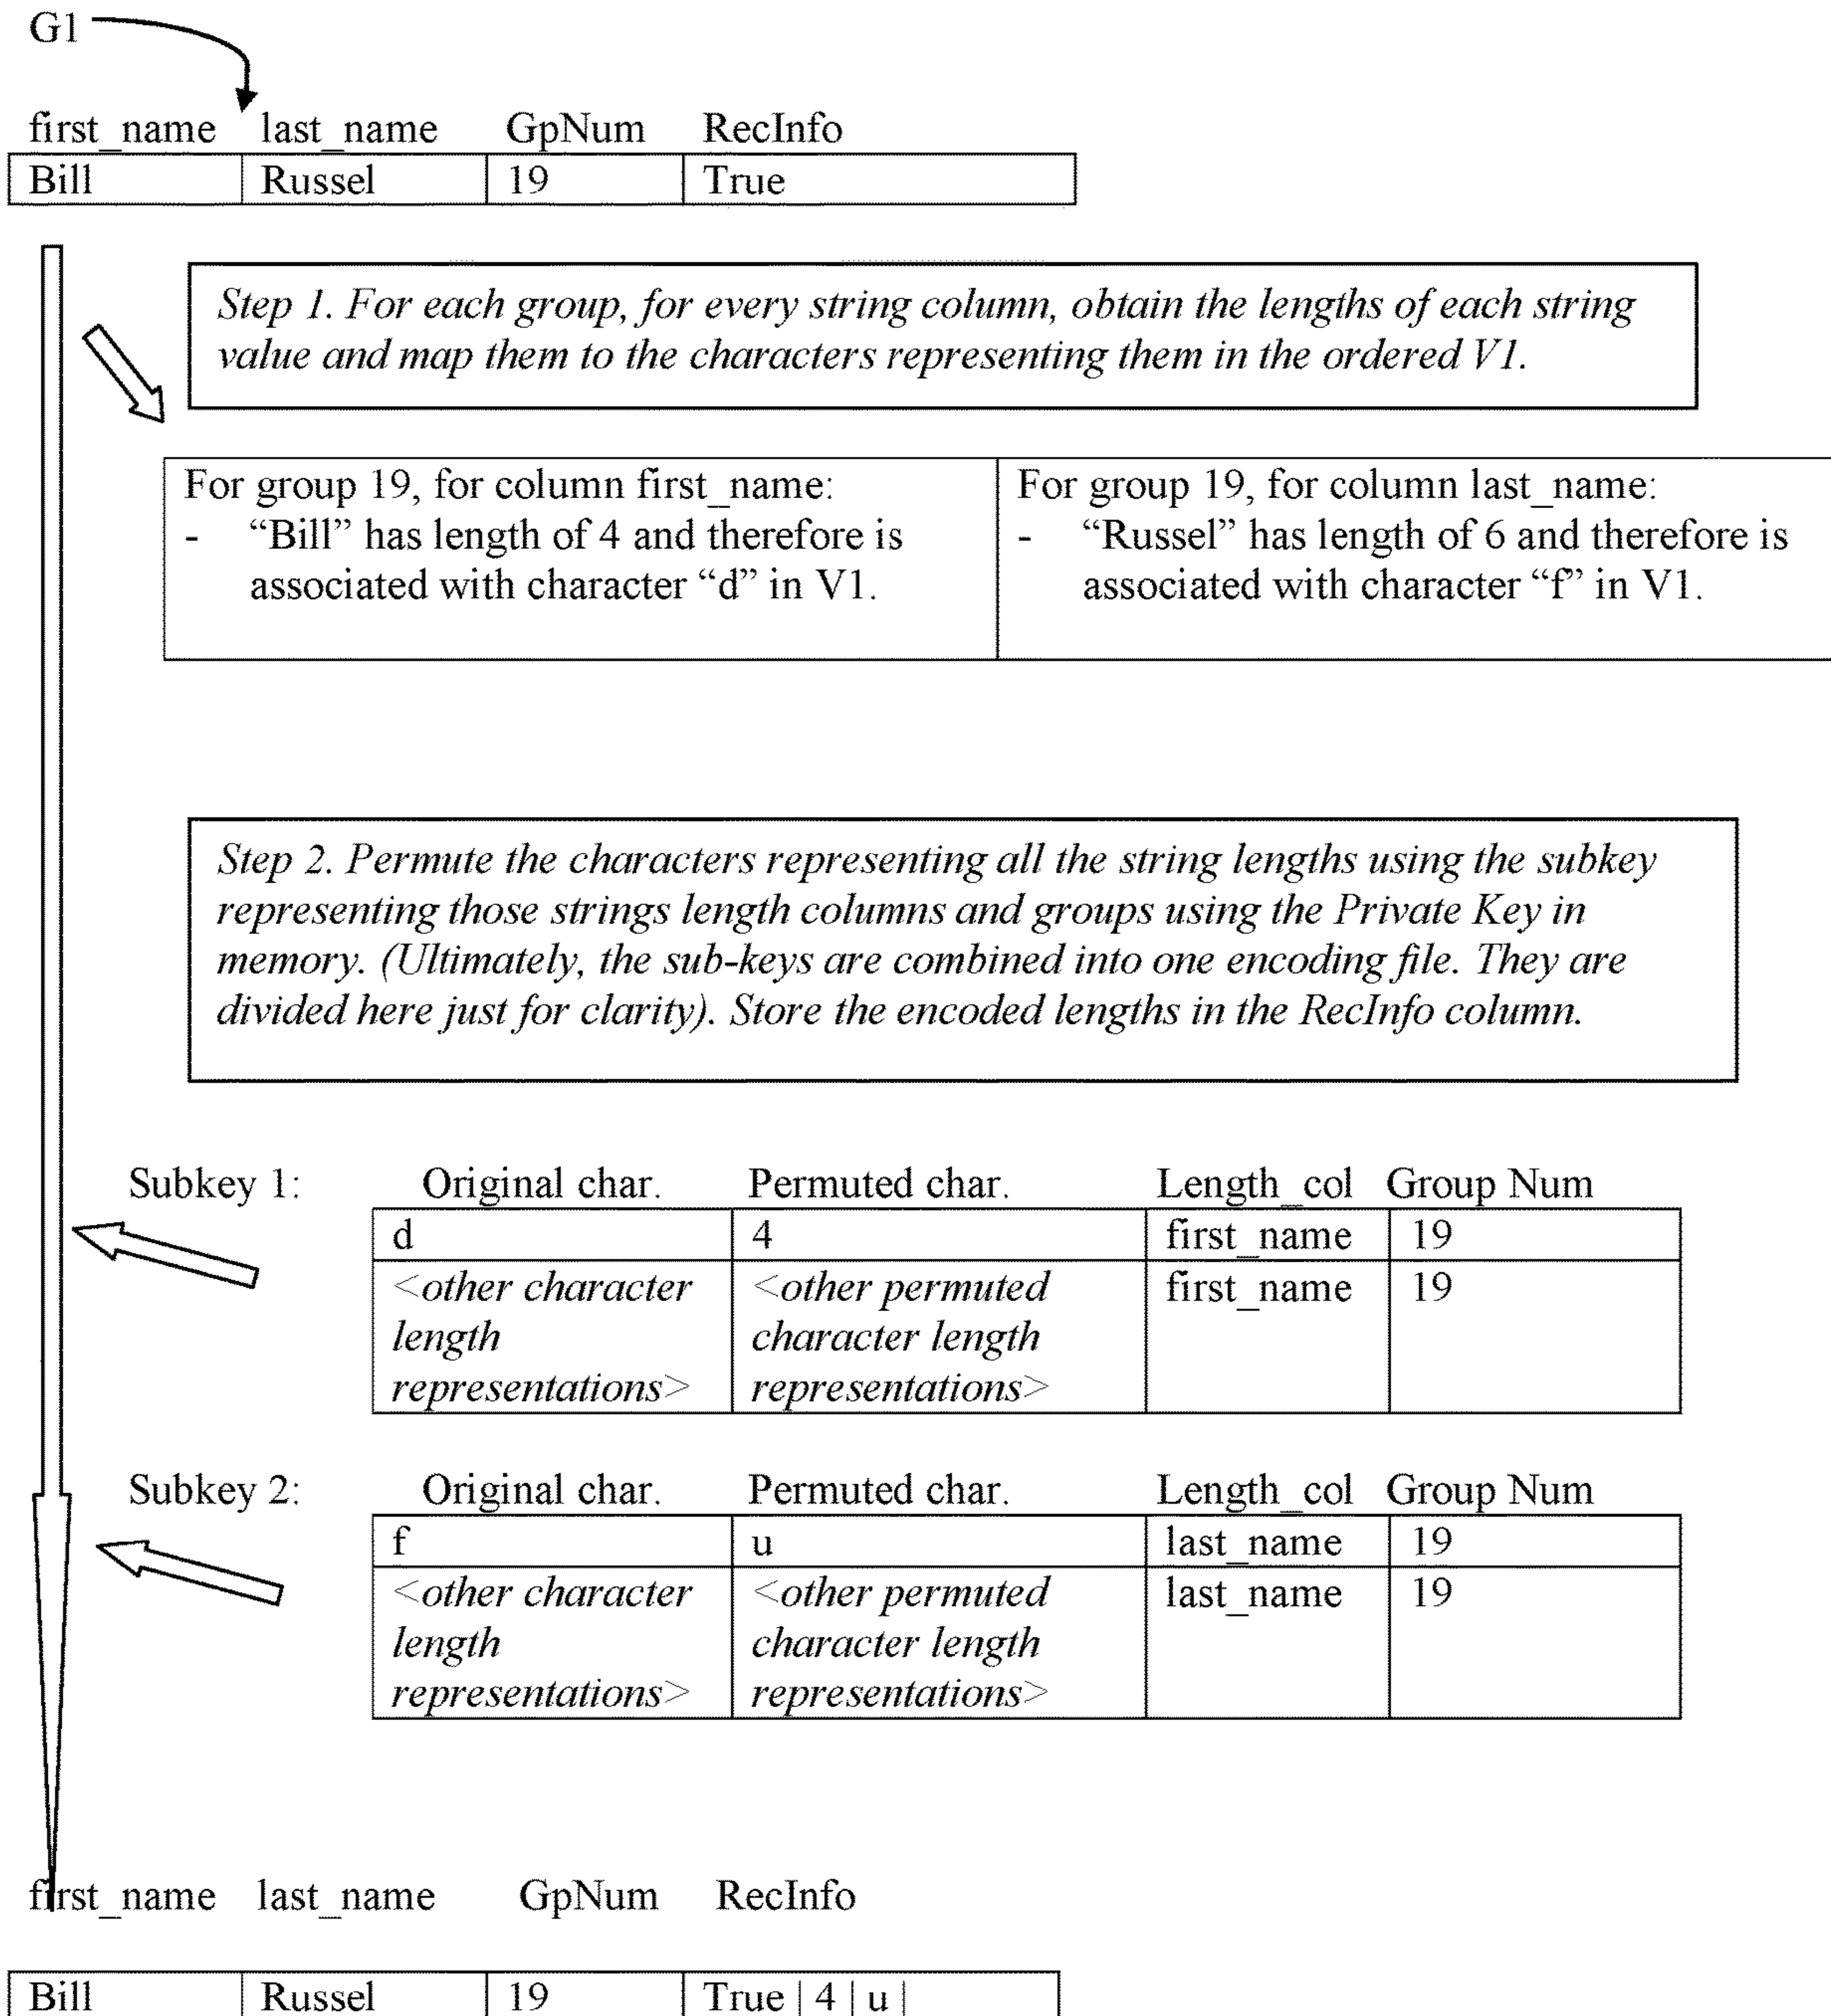 G1
first_name last_name GpNum RecInfo
Bill Russel 19 True
Step 1. For each group, for every string column, obtain the lengths of each string
value and map them to the characters representing them in the ordered V1.
For group 19, for column first_name:
- “Bill” has length of 4 and therefore is
associated with character “d” in V1.
For group 19, for column last_name:
- “Russel” has length of 6 and therefore is
associated with character “f” in V1.
Step 2. Permute the characters representing all the string lengths using the subkey
representing those strings length columns and groups using the Private Key in
memory. (Ultimately, the sub-keys are combined into one encoding file. They are
divided here just for clarity). Store the encoded lengths in the RecInfo column.
Subkey 1: Original char. Permuted char. Length_col Group Num
d 4 first_name 19
<other character <other permuted first_name 19
length character length
representations> representations>
Subkey 2: Original char. Permuted char. Length_col Group Num
f u last_name 19
<other character <other permuted last_name 19
length character length
representations> representations>
first_name last_name GpNum RecInfo
Bill Russel 19 True | 4 | u |